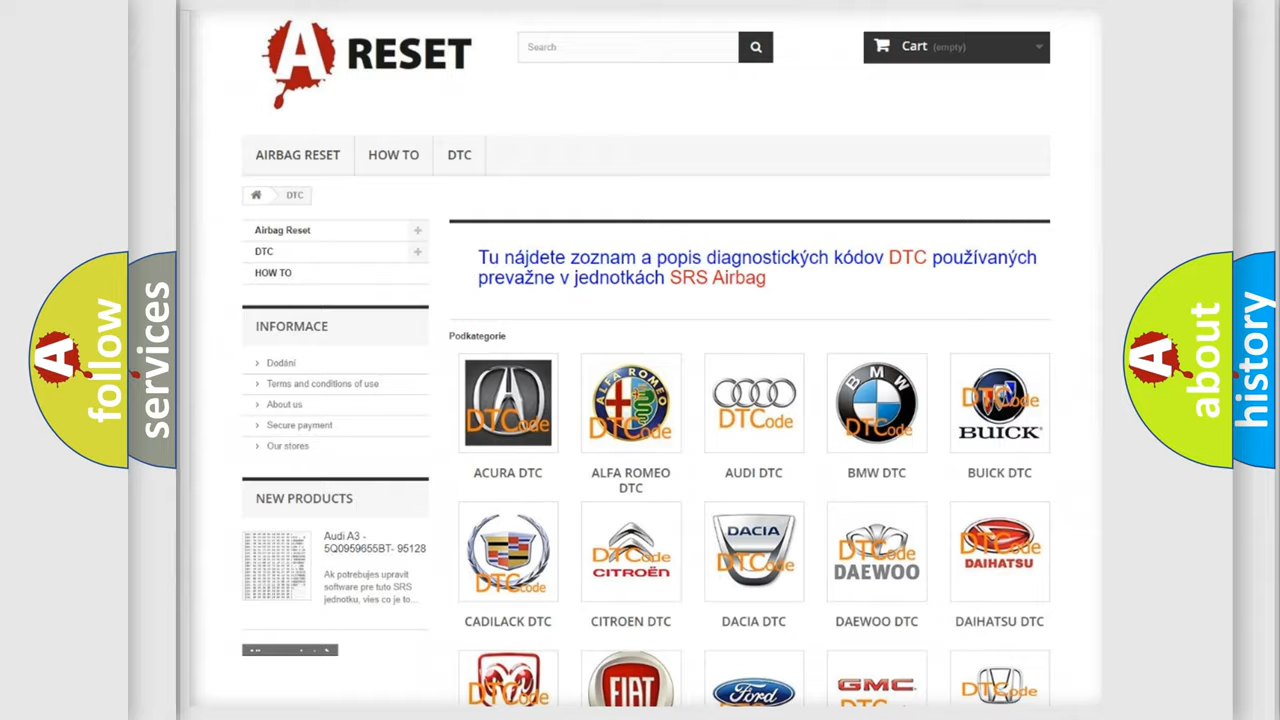 A RESET
Search
Cart (empty)
AIRBAG RESET
HOW TO
DTC
DTC
Airbag Reset
DTC
HOW TO
INFORMACE
Dodání
Terms and conditions of use
About us
Secure payment
Our stores
NEW PRODUCTS
Audi A3 -
5Q0959655BT- 95128
Ak potrebujes upravit
software pre tuto SRS
jednotku, vies co je to...
Tu nájdete zoznam a popis diagnostických kódov DTC používaných
prevažne v jednotkách SRS Airbag
Podkategorie
DTCode
ALFA ROMEO
DTCode
DTCode
BMW
DTCode
DTCode
BUICK
ACURA DTC
ALFA ROMEO
DTC
AUDI DTC
BMW DTC
BUICK DTC
DTCode
DTCode
CITROËN
DACIA
DTCode
DTCode
DAEWOO
DTCode
DAIHATSU
CADILACK DTC
CITROEN DTC
DACIA DTC
DAEWOO DTC
DAIHATSU DTC
DTCode
FIAT
Ford
GMC
DTCode
A
follow
services
A
about
history